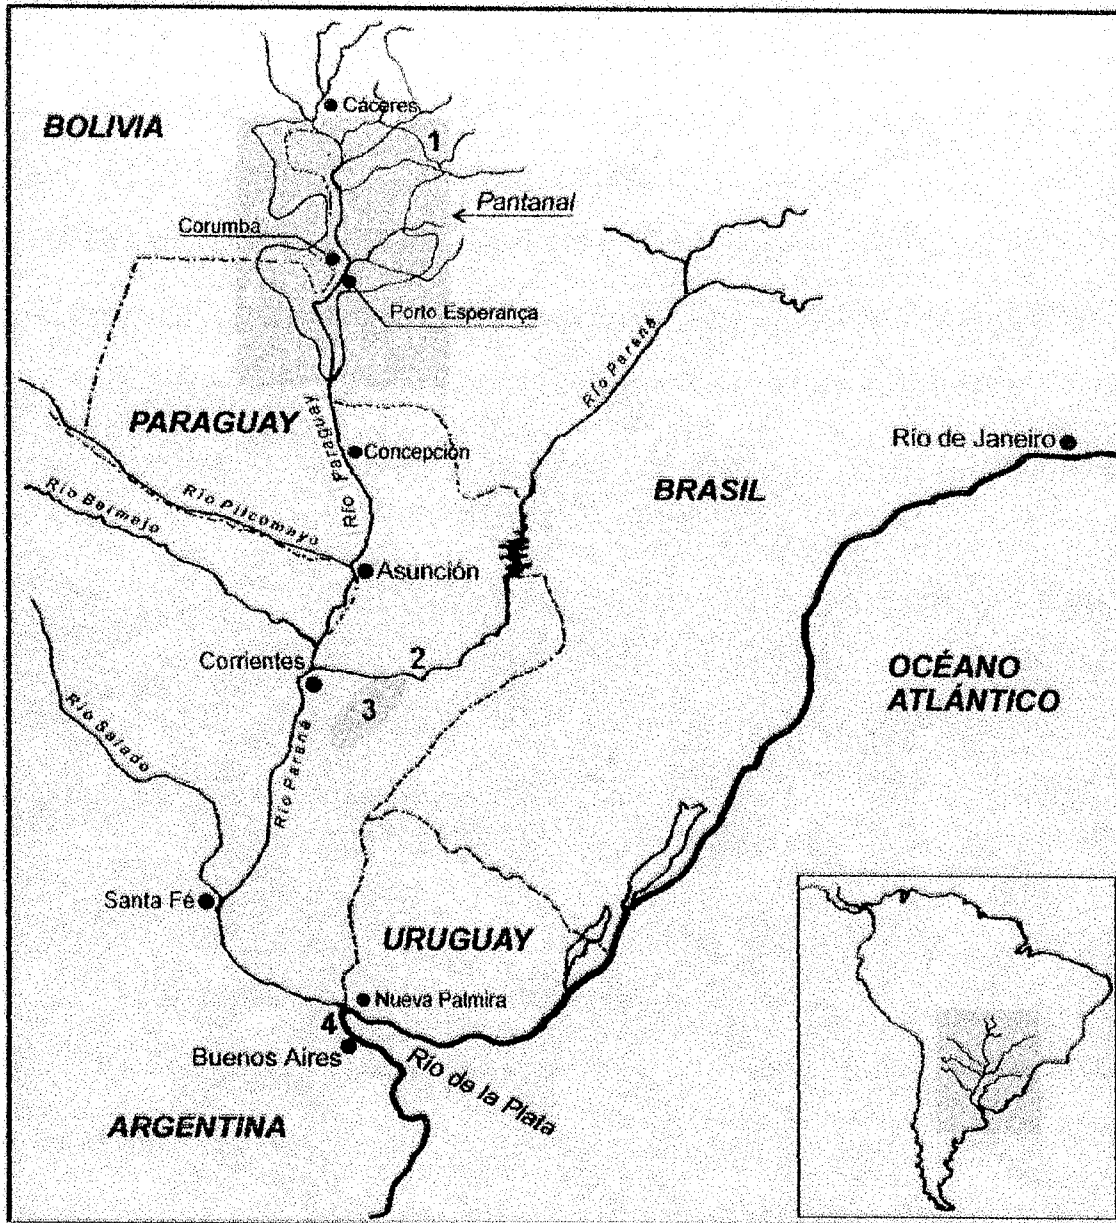 Cáceres
BOLIVIA
1
Pantanal
Corumba
Porto Esperança
Río Paraná
PARAGUAY
Río Paraguay
Concepción
Río de Janeiro
BRASIL
Río Pilcomayo
Río Bermejo
Asunción
Corrientes
2
OCÉANO
ATLÁNTICO
3
Río Salado
Río Paraná
Santa Fé
URUGUAY
Nueva Palmira
4
Buenos Aires
Río de la Plata
ARGENTINA